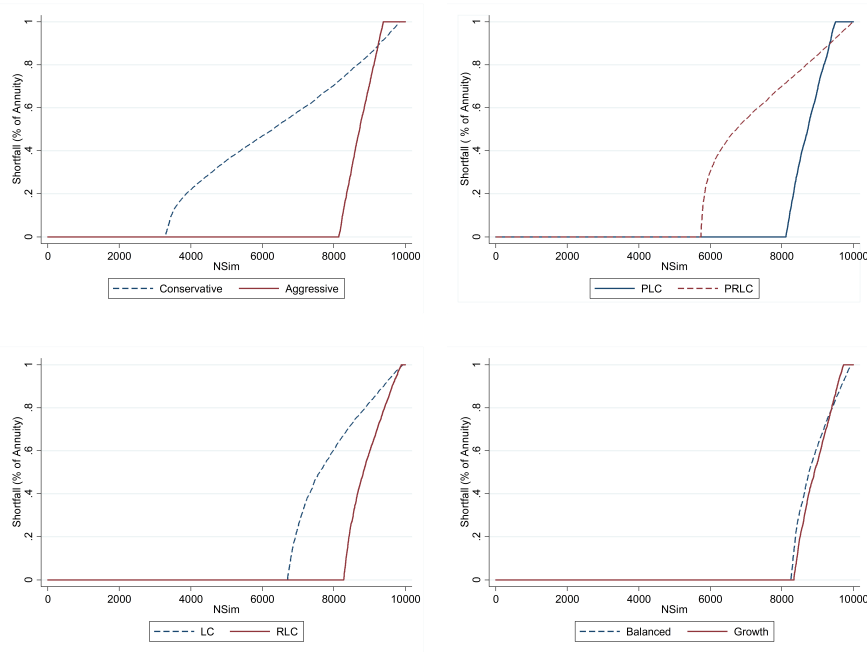 Shortfall (% of Annuity)
1
.8
.6
.4
.2
0
0 2000 4000 6000 8000 10000
NSim
Conservative Aggressive
Shortfall ( % of Annuity)
1
.8
.6
.4
.2
0
0 2000 4000 6000 8000 10000
NSim
PLC PRLC
Shortfall (% of Annuity)
1
.8
.6
.4
.2
0
0 2000 4000 6000 8000 10000
NSim
LC RLC
Shortfall (% of Annuity)
1
.8
.6
.4
.2
0
0 2000 4000 6000 8000 10000
NSim
Balanced Growth